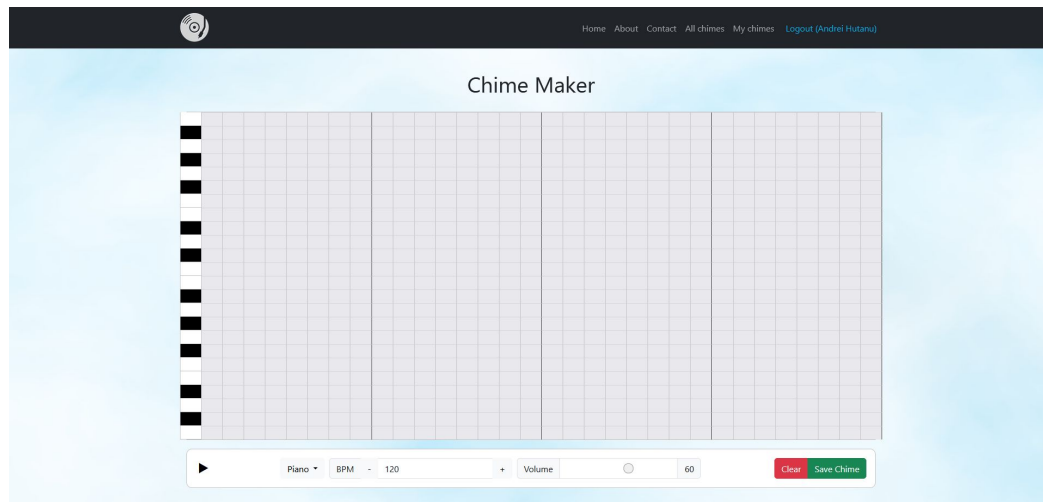 Home About Contact All chimes My chimes Logout (Andrei Hutanu)
Chime Maker
Piano BPM - 120 + Volume 60 Clear Save Chime